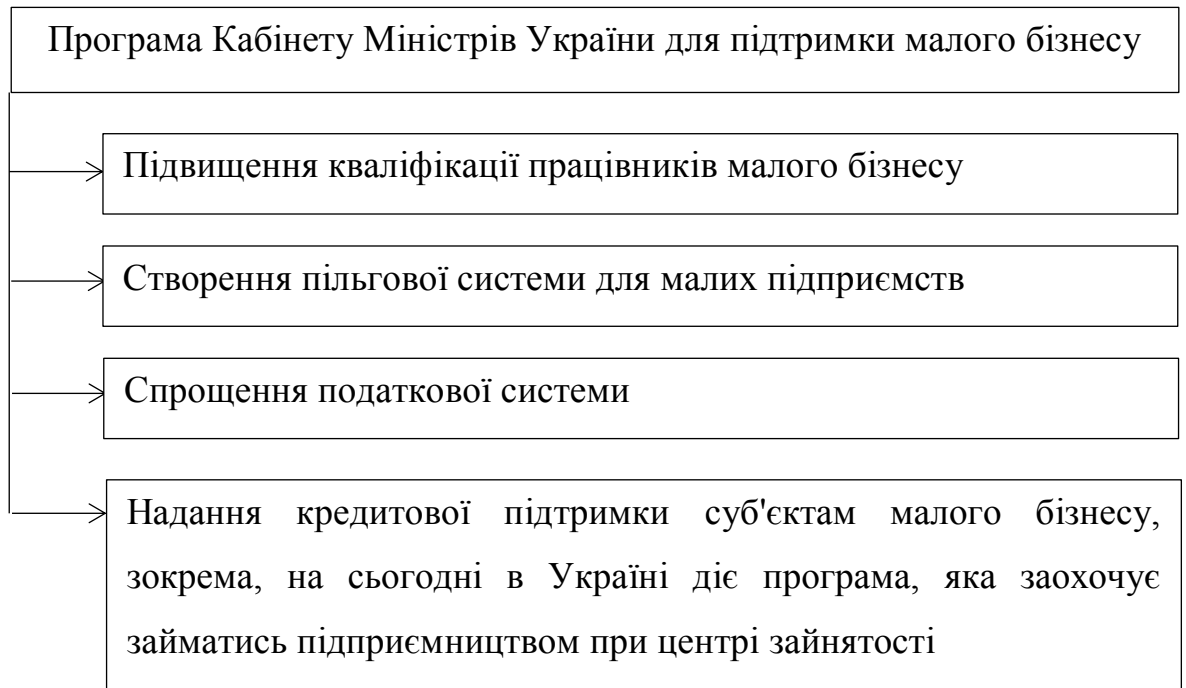 Програма Кабінету Міністрів України для підтримки малого бізнесу
Підвищення кваліфікації працівників малого бізнесу
Створення пільгової системи для малих підприємств
Спрощення податкової системи
Надання кредитової підтримки суб'єктам малого бізнесу,
зокрема, на сьогодні в Україні діє програма, яка заохочує
займатись підприємництвом при центрі зайнятості